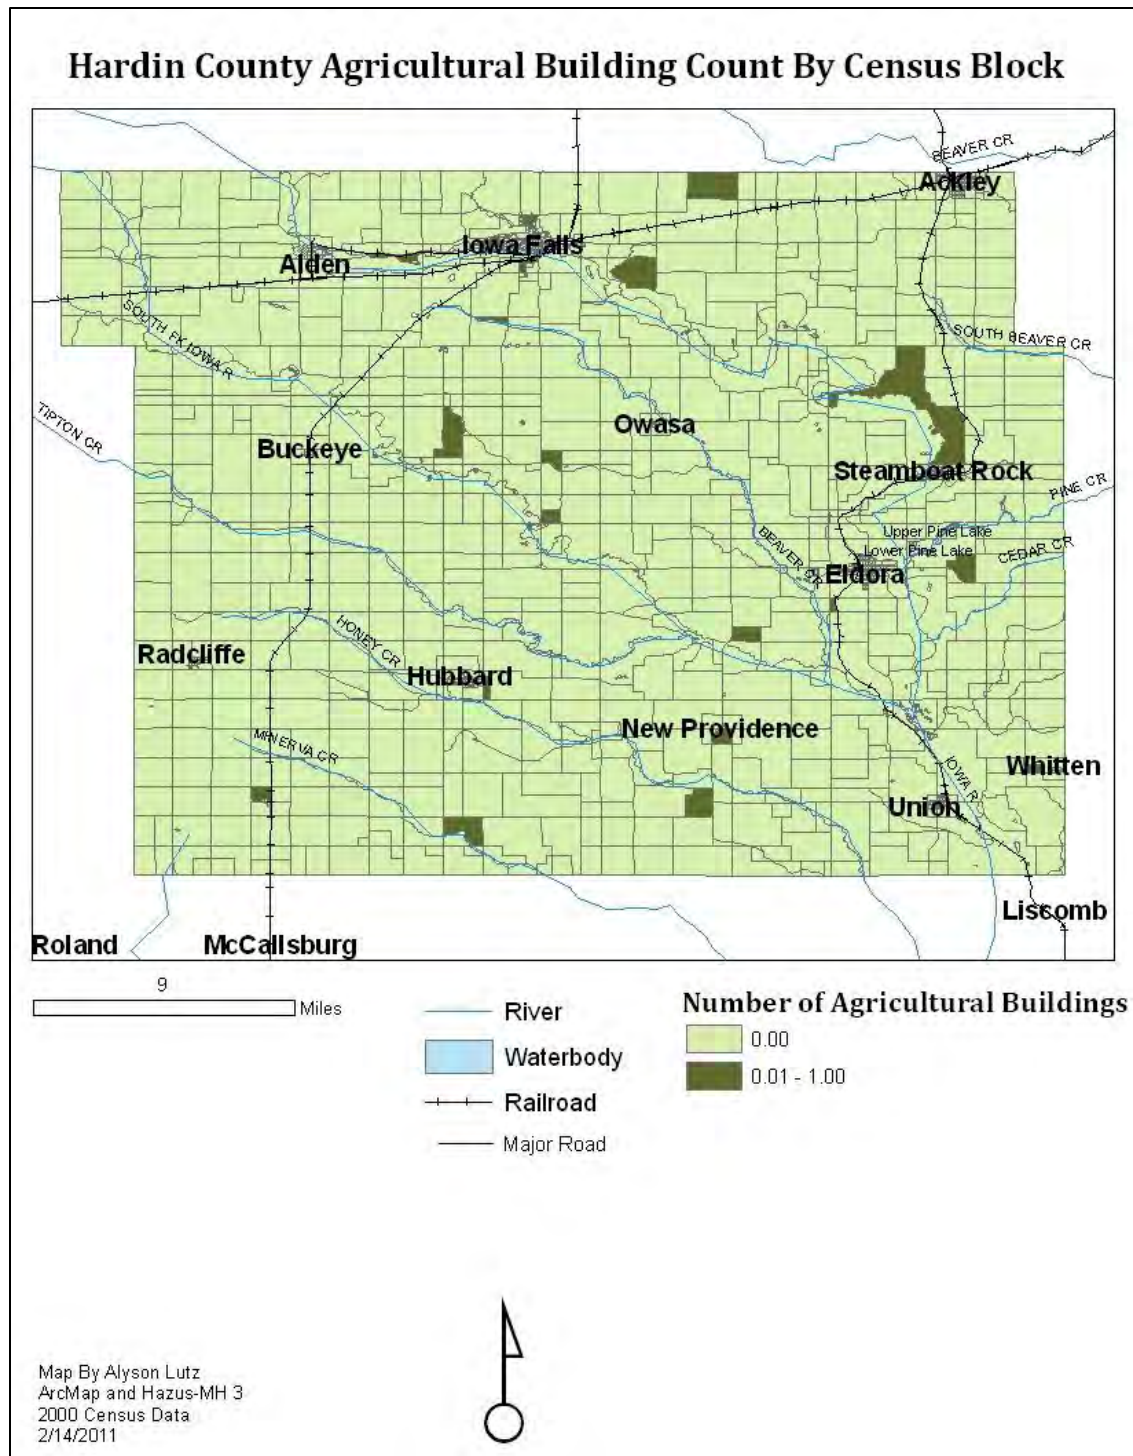 Hardin County Agricultural Building Count By Census Block
BEAVER CR
Ackley
Iowa Falls
Alden
SOUTH FK IOWA R
SOUTH BEAVER CR
TIPTON CR
Owasa
Buckeye
Steamboat Rock
PINE CR
Upper Pine Lake
Lower Pine Lake
CEDAR CR
BEAVER CR
Eldora
HONEY CR
Radcliffe
Hubbard
New Providence
MINERVA CR
IOWA R
Whitten
Union
Liscomb
Roland
McCallsburg
9
Miles
River
Waterbody
Railroad
Major Road
Number of Agricultural Buildings
0.00
0.01 - 1.00
Map By Alyson Lutz
ArcMap and Hazus-MH 3
2000 Census Data
2/14/2011